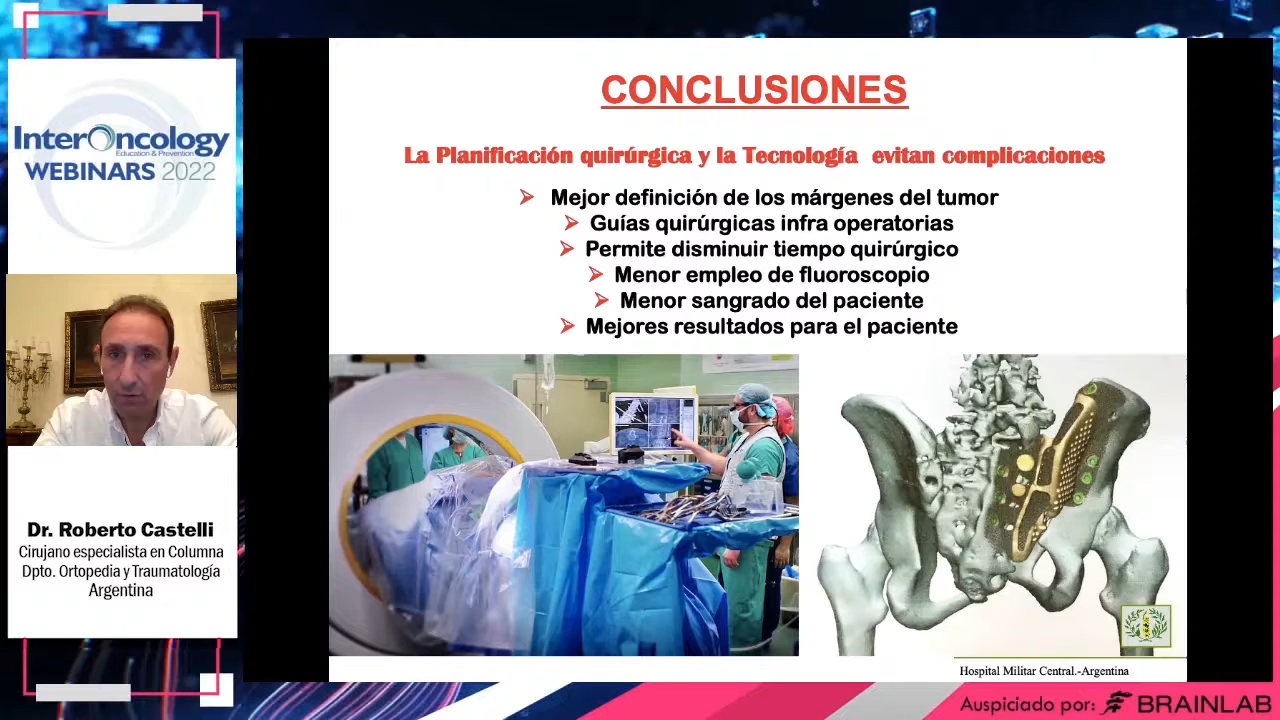 InterOncology
Education & Prevention
WEBINARS 2022
Dr. Roberto Castelli
Cirujano especialista en Columna
Dpto. Ortopedia y Traumatología
Argentina
CONCLUSIONES
La Planificación quirúrgica y la Tecnología evitan complicaciones
Mejor definición de los márgenes del tumor
Guías quirúrgicas infra operatorias
Permite disminuir tiempo quirúrgico
Menor empleo de fluoroscopio
Menor sangrado del paciente
Mejores resultados para el paciente
Hospital Militar Central.-Argentina
Auspiciado por: BRAINLAB